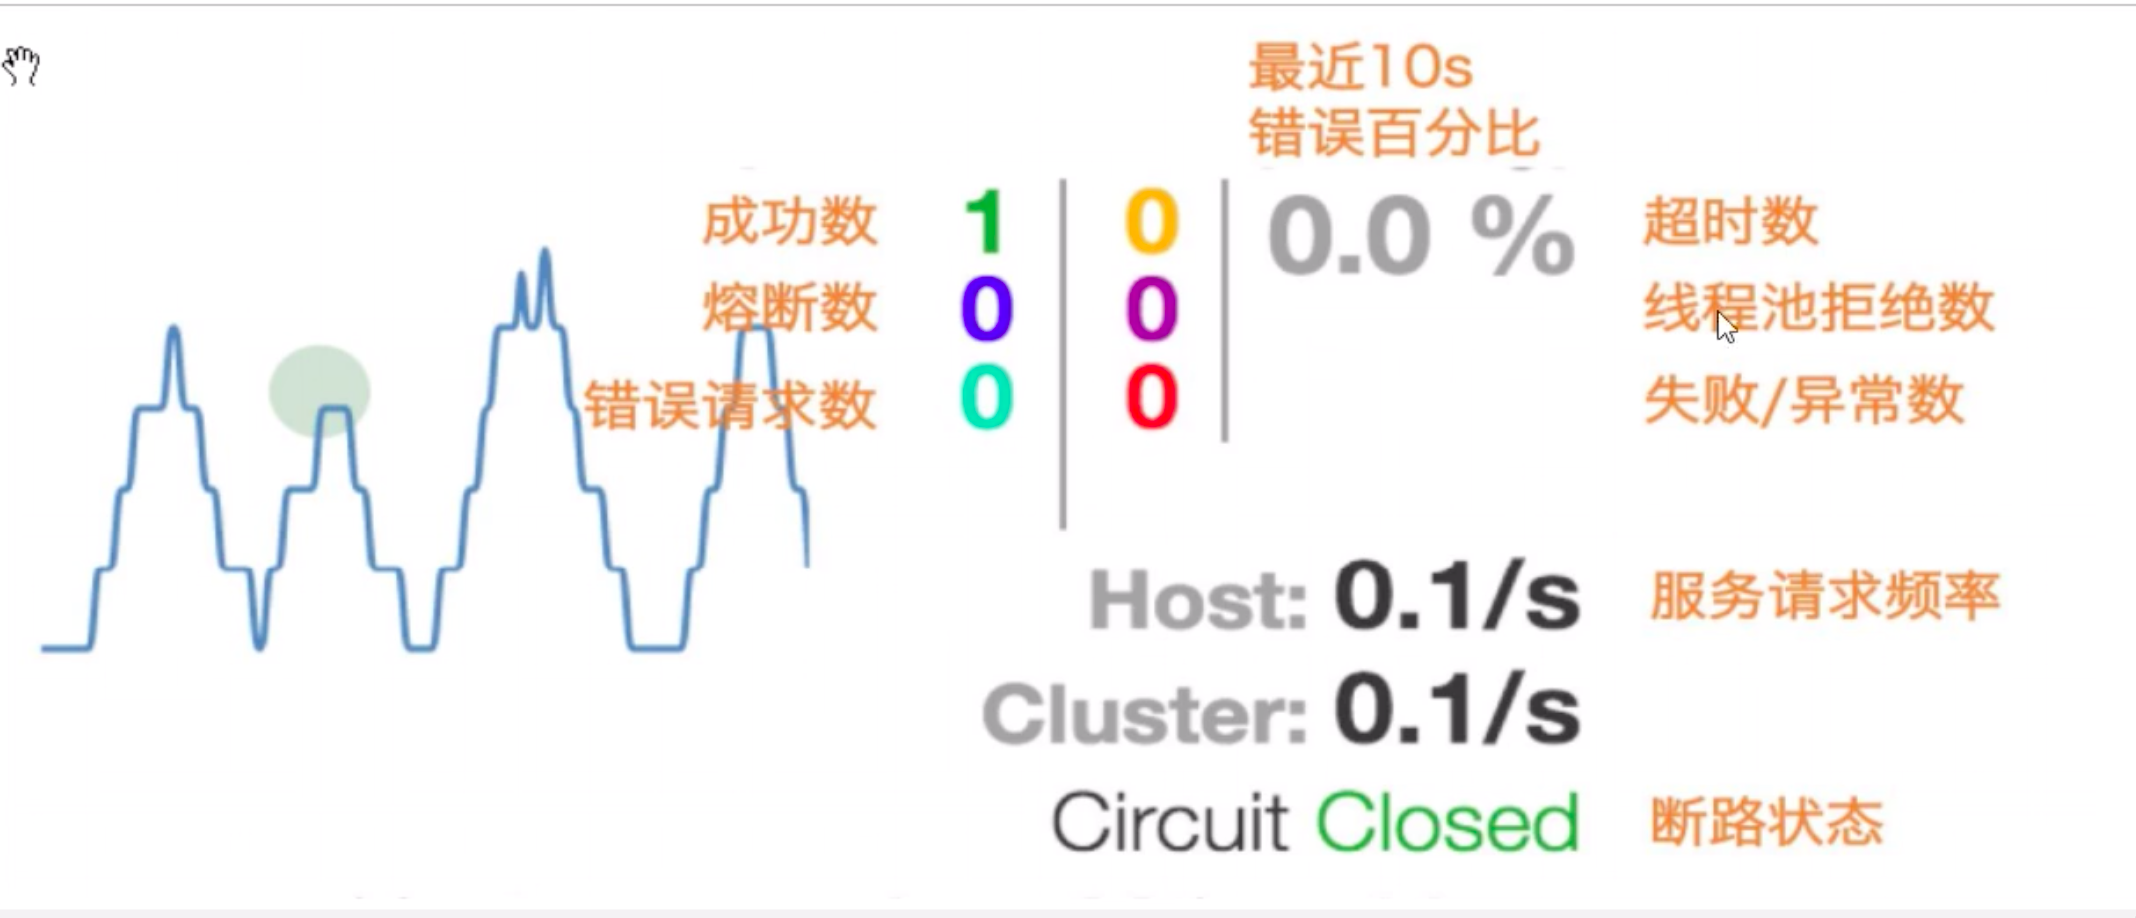 最近10s
错误百分比
成功数 1 0 0.0 % 超时数
熔断数 0 0 线程池拒绝数
错误请求数 0 0 失败/异常数
Host: 0.1/s 服务请求频率
Cluster: 0.1/s
Circuit Closed 断路状态